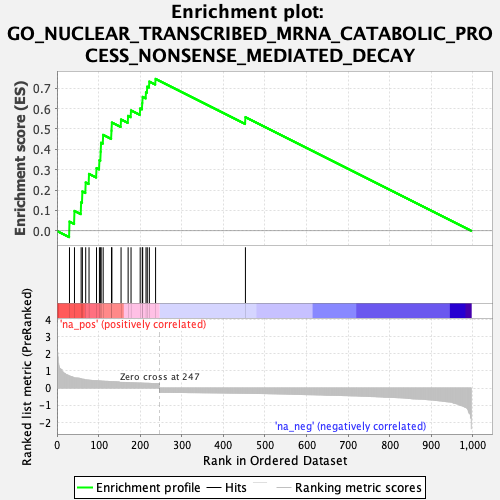 Enrichment plot:
GO_NUCLEAR_TRANSCRIBED_MRNA_CATABOLIC_PRO
CESS_NONSENSE_MEDIATED_DECAY
Enrichment score (ES)
0.7
0.6
0.5
0.4
0.3
0.2
0.1
0.0
'na_pos' (positively correlated)
Ranked list metric (PreRanked)
4
3
2
1
0
-1
-2
Zero cross at 247
'na_neg' (negatively correlated)
0
100
200
300
400
500
600
700
800
900
1,000
Rank in Ordered Dataset
Enrichment profile
Hits
Ranking metric scores